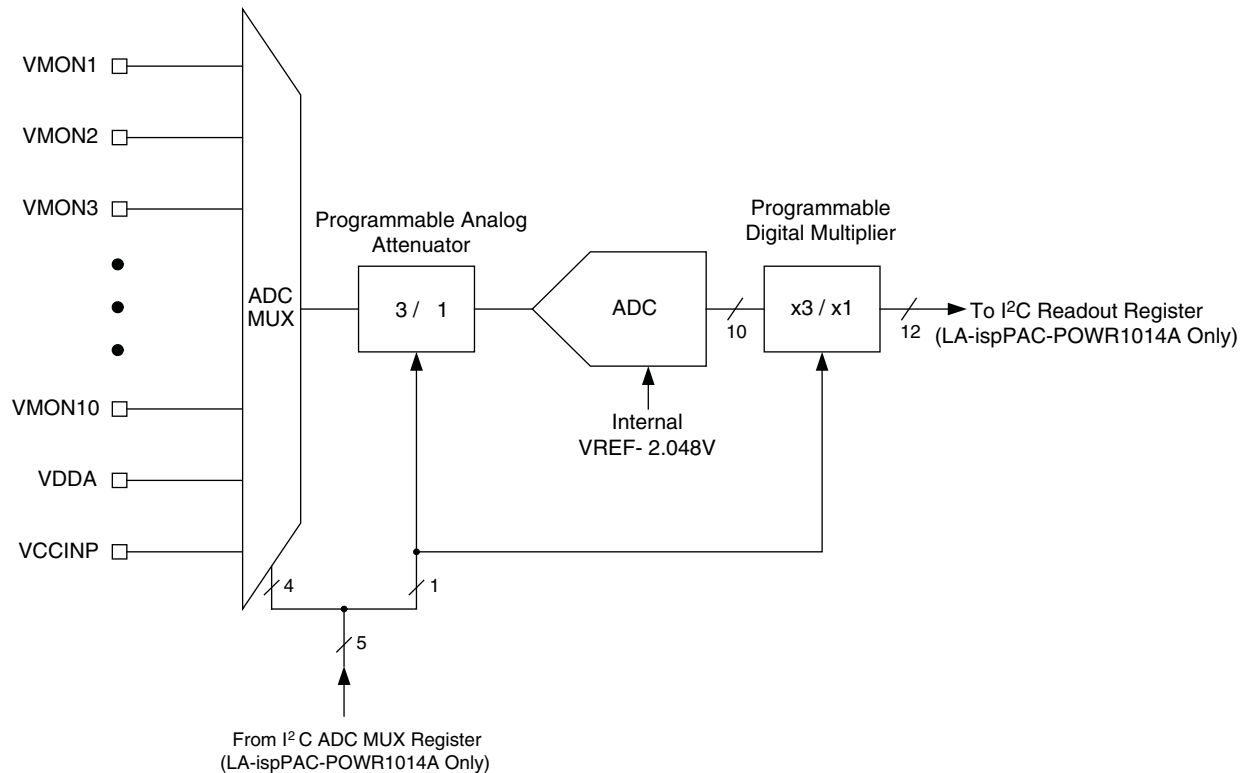 VMON1
VMON2
VMON3
VMON10
VDDA
VCCINP
ADC
MUX
Programmable Analog
Attenuator
3 / 1
ADC
10
Internal
VREF- 2.048V
Programmable
Digital Multiplier
x3 / x1
12
To I²C Readout Register
(LA-ispPAC-POWR1014A Only)
4
1
5
From I² C ADC MUX Register
(LA-ispPAC-POWR1014A Only)